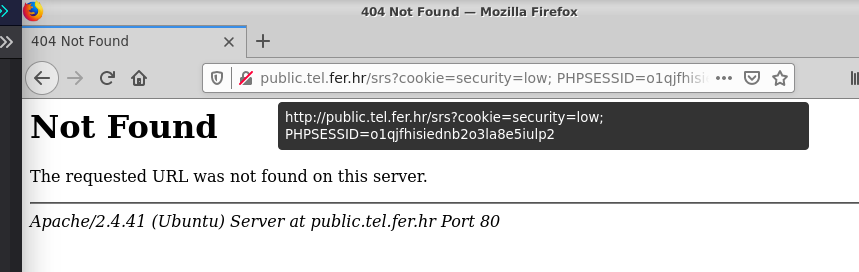 404 Not Found — Mozilla Firefox
404 Not Found
public.tel.fer.hr/srs?cookie=security=low; PHPSESSID=o1qjfhisi
http://public.tel.fer.hr/srs?cookie=security=low;
PHPSESSID=o1qjfhisiednb2o3la8e5iulp2
Not Found
The requested URL was not found on this server.
Apache/2.4.41 (Ubuntu) Server at public.tel.fer.hr Port 80